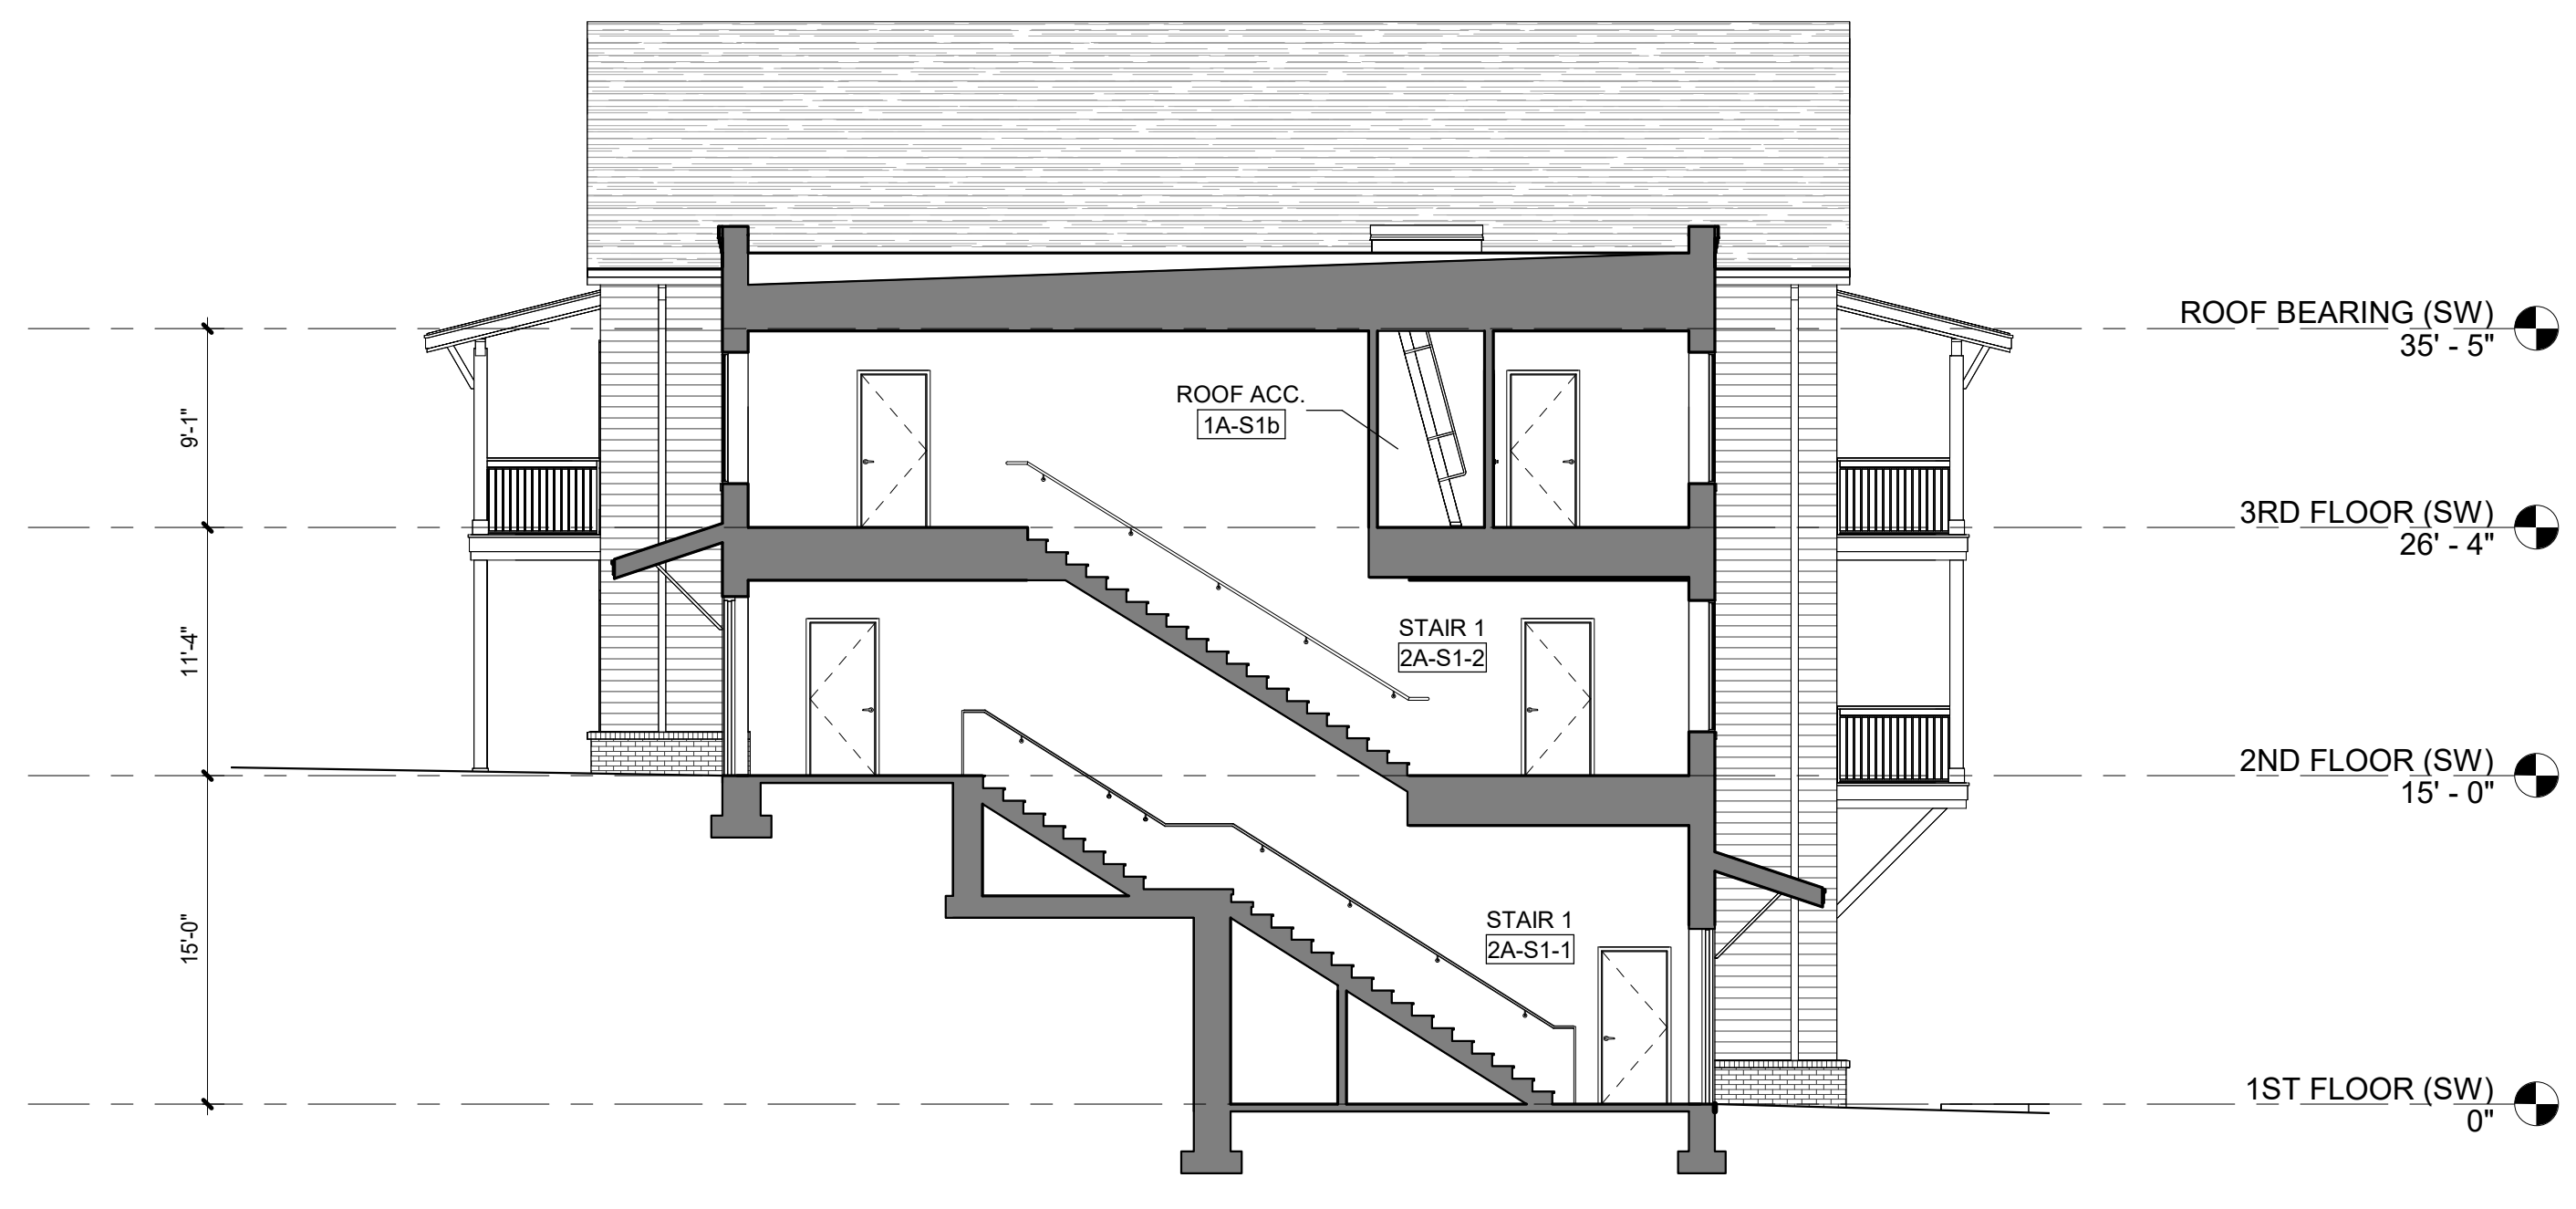 ROOF BEARING (SW)
35' - 5"
ROOF ACC.
1A-S1b
9'-1"
3RD FLOOR (SW)
26' - 4"
STAIR 1
2A-S1-2
11'-4"
2ND FLOOR (SW)
15' - 0"
STAIR 1
2A-S1-1
15'-0"
1ST FLOOR (SW)
0"